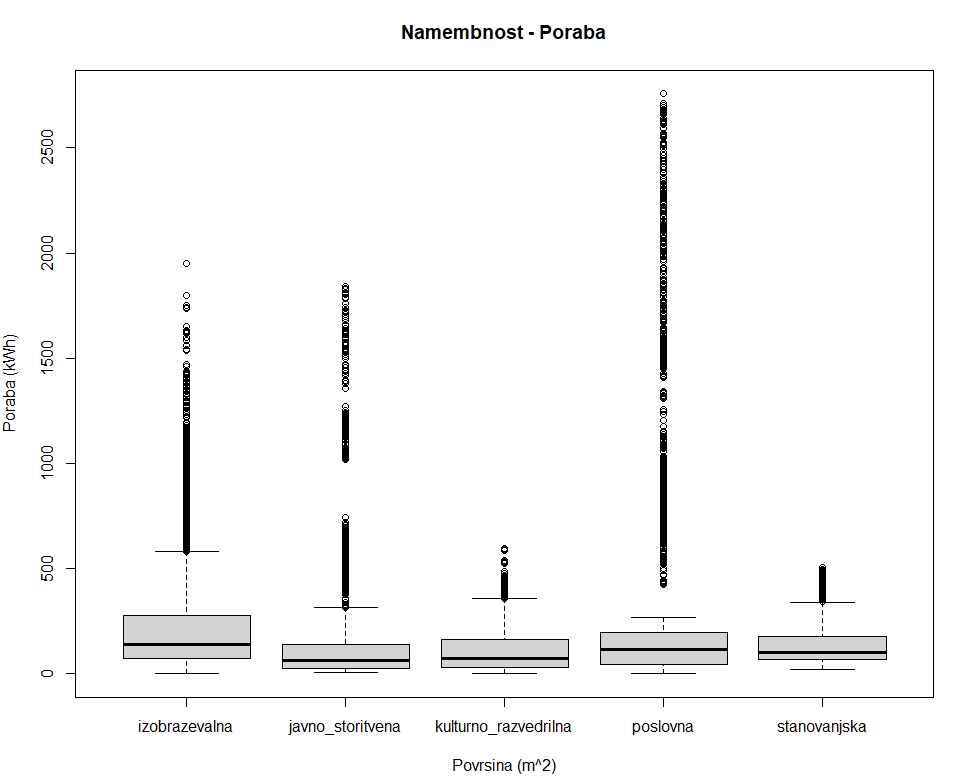 Namembnost - Poraba
Poraba (kWh)
2500
2000
1500
1000
500
0
izobrazevalna
javno_storitvena
kulturno_razvedrilna
poslovna
stanovanjska
Povrsina (m^2)